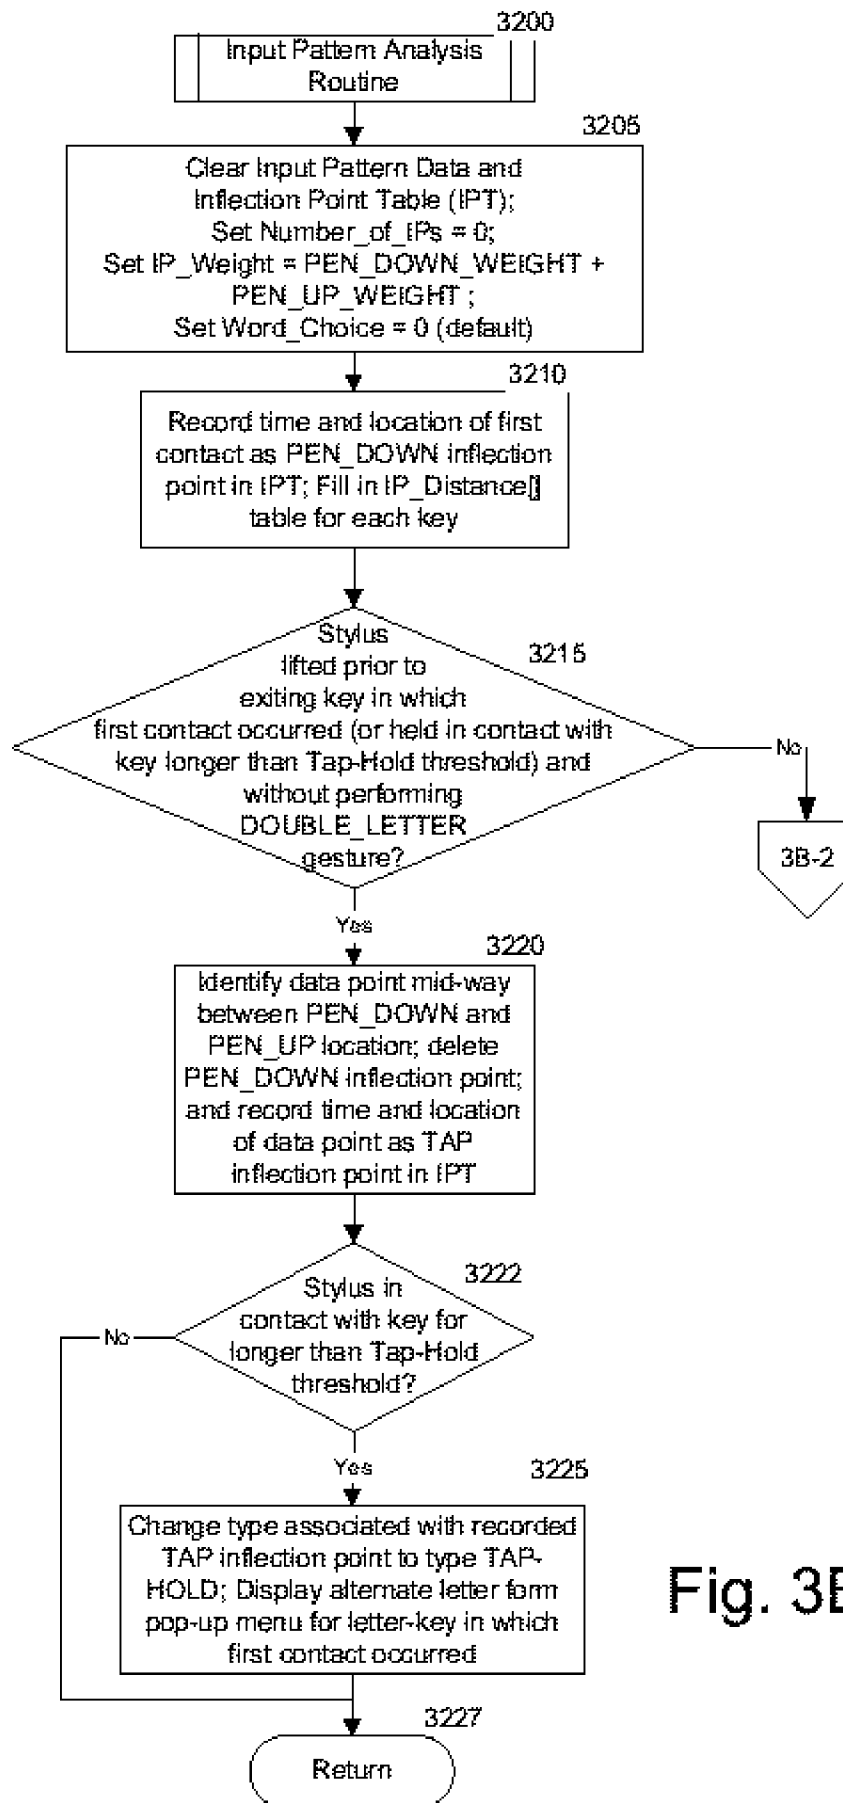 3200
Input Pattern Analysis
Routine
3205
Clear Input Pattern Data and
Inflection Point Table (IPT);
Set Number_of_IPs = 0;
Set IP_Weight = PEN_DOWN_WEIGHT +
PEN_UP_WEIGHT ;
Set Word_Choice = 0 (default)
3210
Record time and location of first
contact as PEN_DOWN inflection
point in IPT; Fill in IP_Distance[]
table for each key
3215
Stylus
lifted prior to
exiting key in which
first contact occurred (or held in contact with
key longer than Tap-Hold threshold) and
without performing
DOUBLE_LETTER
gesture?
No
3B-2
Yes
3220
Identify data point mid-way
between PEN_DOWN and
PEN_UP location; delete
PEN_DOWN inflection point;
and record time and location
of data point as TAP
inflection point in IPT
3222
Stylus in
contact with key for
longer than Tap-Hold
threshold?
No
Yes
3225
Change type associated with recorded
TAP inflection point to type TAP-
HOLD; Display alternate letter form
pop-up menu for letter-key in which
first contact occurred
Fig. 3B
3227
Return